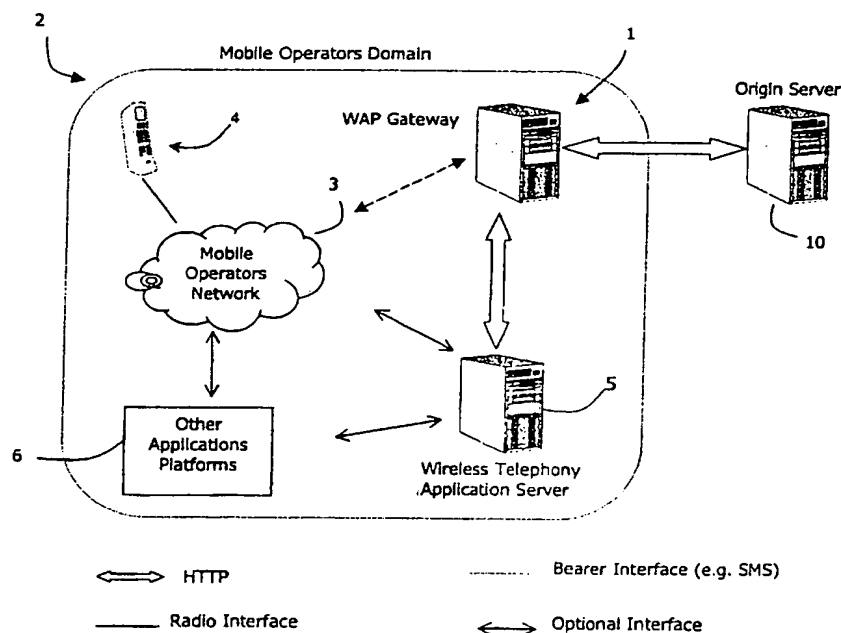 2
Mobile Operators Domain
1
Origin Server
WAP Gateway
4
3
10
Mobile
Operators
Network
5
Other
Applications
Platforms
6
Wireless Telephony
Application Server
HTTP
Bearer Interface (e.g. SMS)
Radio Interface
Optional Interface